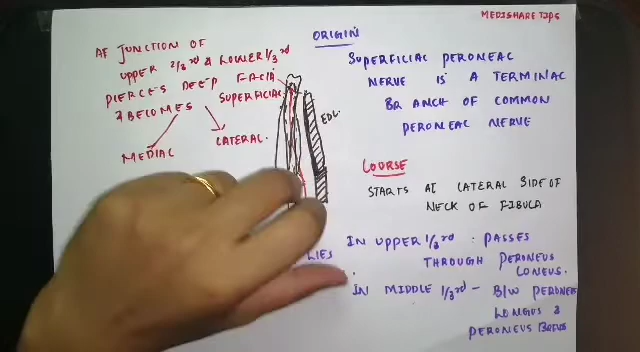 MEDISHARE TIPS
AT JUNCTION OF
UPPER 2/3rd & LOWER 1/3rd
PIERCES DEEP FACIA
& BECOMES SUPERFICIAL
MEDIAL
LATERAL.
EDL
ORIGIN
SUPERFICIAL PERONEAL
NERVE IS A TERMINAL
BRANCH OF COMMON
PERONEAL NERVE
COURSE
STARTS AT LATERAL SIDE OF
NECK OF FIBULA
LIES
IN UPPER 1/3rd : PASSES
THROUGH PERONEUS
LONGUS.
IN MIDDLE 1/3rd - B/W PERONEUS
LONGUS &
PERONEUS BREVIS